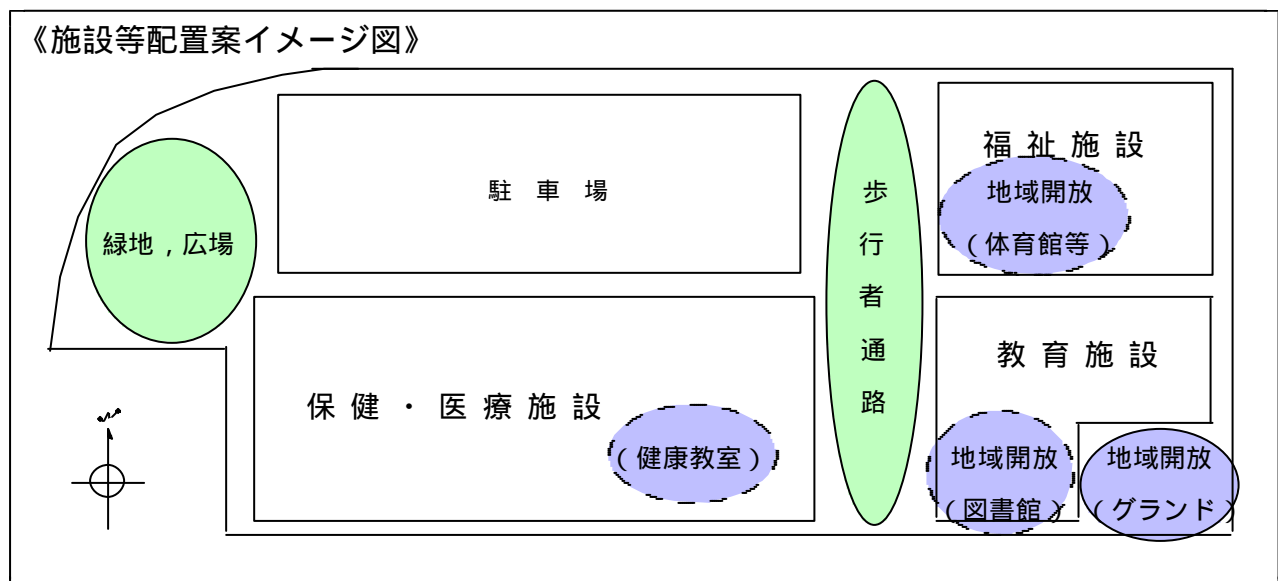 《施設等配置案イメージ図》
緑地,広場
駐車場
歩行者通路
福祉施設
地域開放
(体育館等)
保健・医療施設
(健康教室)
教育施設
地域開放
(図書館)
地域開放
(グランド)
N